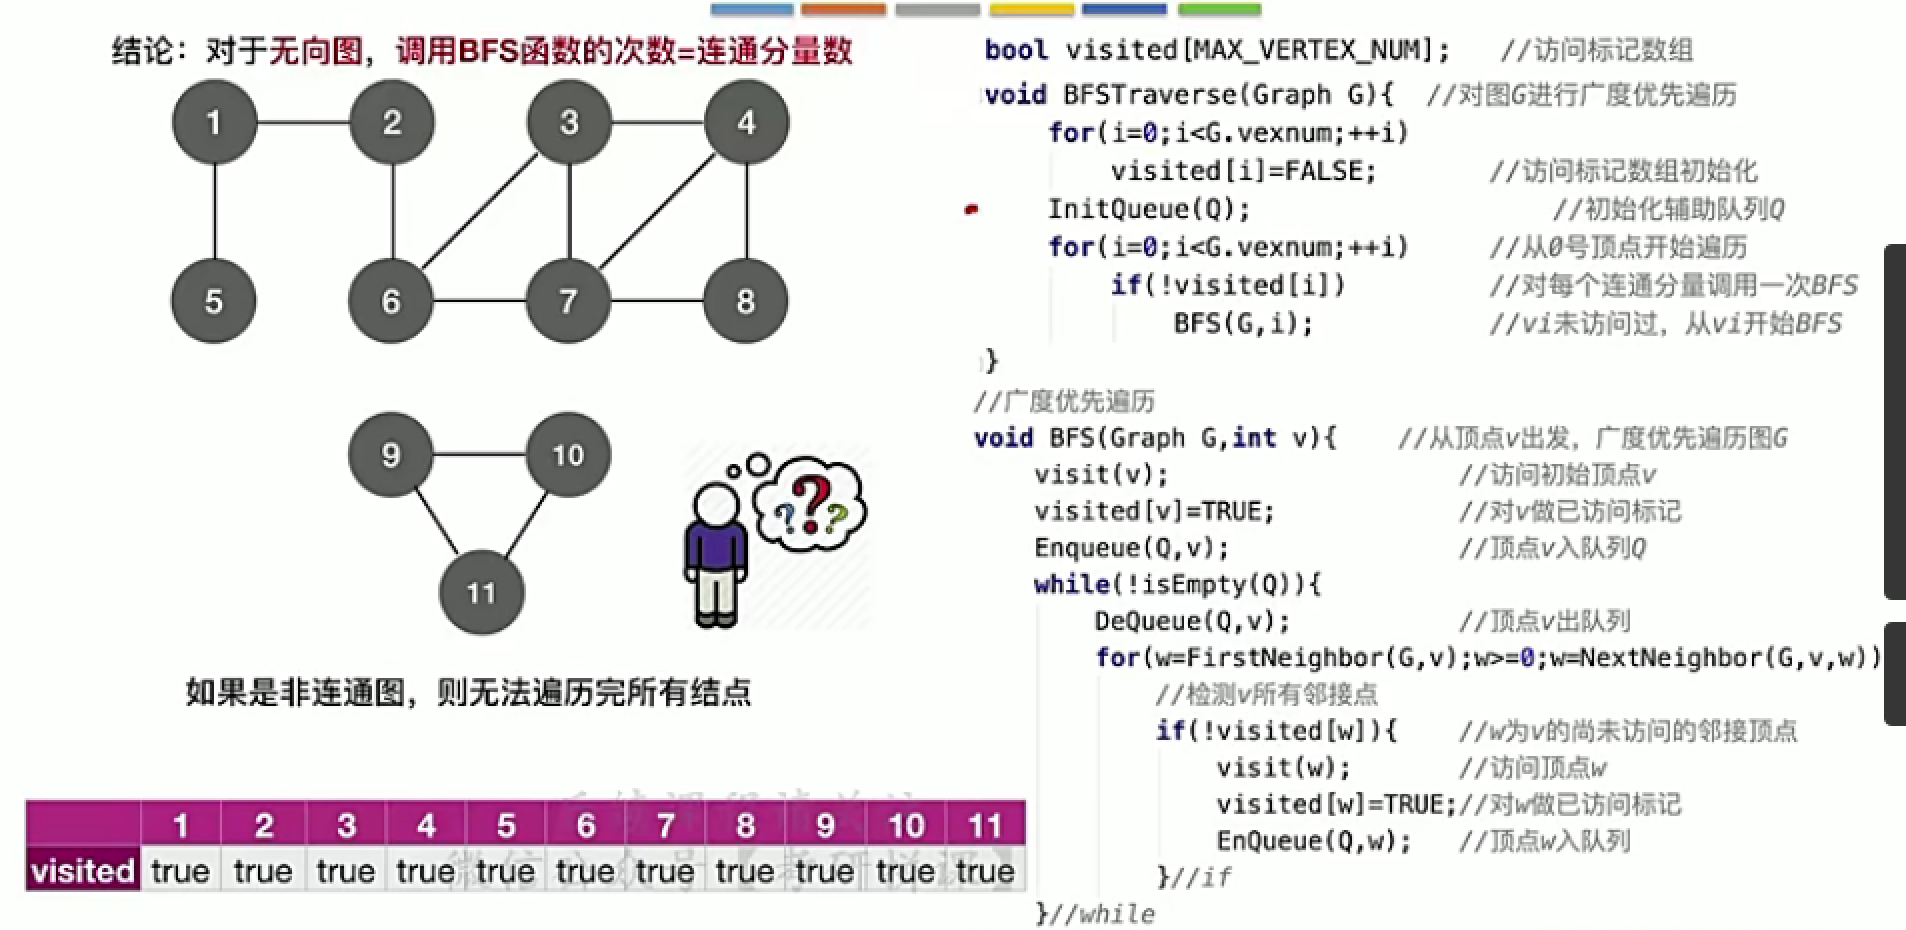 结论：对于无向图，调用BFS函数的次数=连通分量数
1 2 3 4
5 6 7 8
9 10
11
? ? ?
如果是非连通图，则无法遍历完所有结点
1 2 3 4 5 6 7 8 9 10 11
visited true true true true true true true true true true true
bool visited[MAX_VERTEX_NUM]; //访问标记数组
void BFSTraverse(Graph G){ //对图G进行广度优先遍历
for(i=0;i<G.vexnum;++i)
visited[i]=FALSE; //访问标记数组初始化
InitQueue(Q); //初始化辅助队列Q
for(i=0;i<G.vexnum;++i) //从0号顶点开始遍历
if(!visited[i]) //对每个连通分量调用一次BFS
BFS(G,i); //vi未访问过，从vi开始BFS
}
//广度优先遍历
void BFS(Graph G,int v){ //从顶点v出发，广度优先遍历图G
visit(v); //访问初始顶点v
visited[v]=TRUE; //对v做已访问标记
Enqueue(Q,v); //顶点v入队列Q
while(!isEmpty(Q)){
DeQueue(Q,v); //顶点v出队列
for(w=FirstNeighbor(G,v);w>=0;w=NextNeighbor(G,v,w))
//检测v所有邻接点
if(!visited[w]){ //w为v的尚未访问的邻接顶点
visit(w); //访问顶点w
visited[w]=TRUE;//对w做已访问标记
EnQueue(Q,w); //顶点w入队列
}//if
}//while